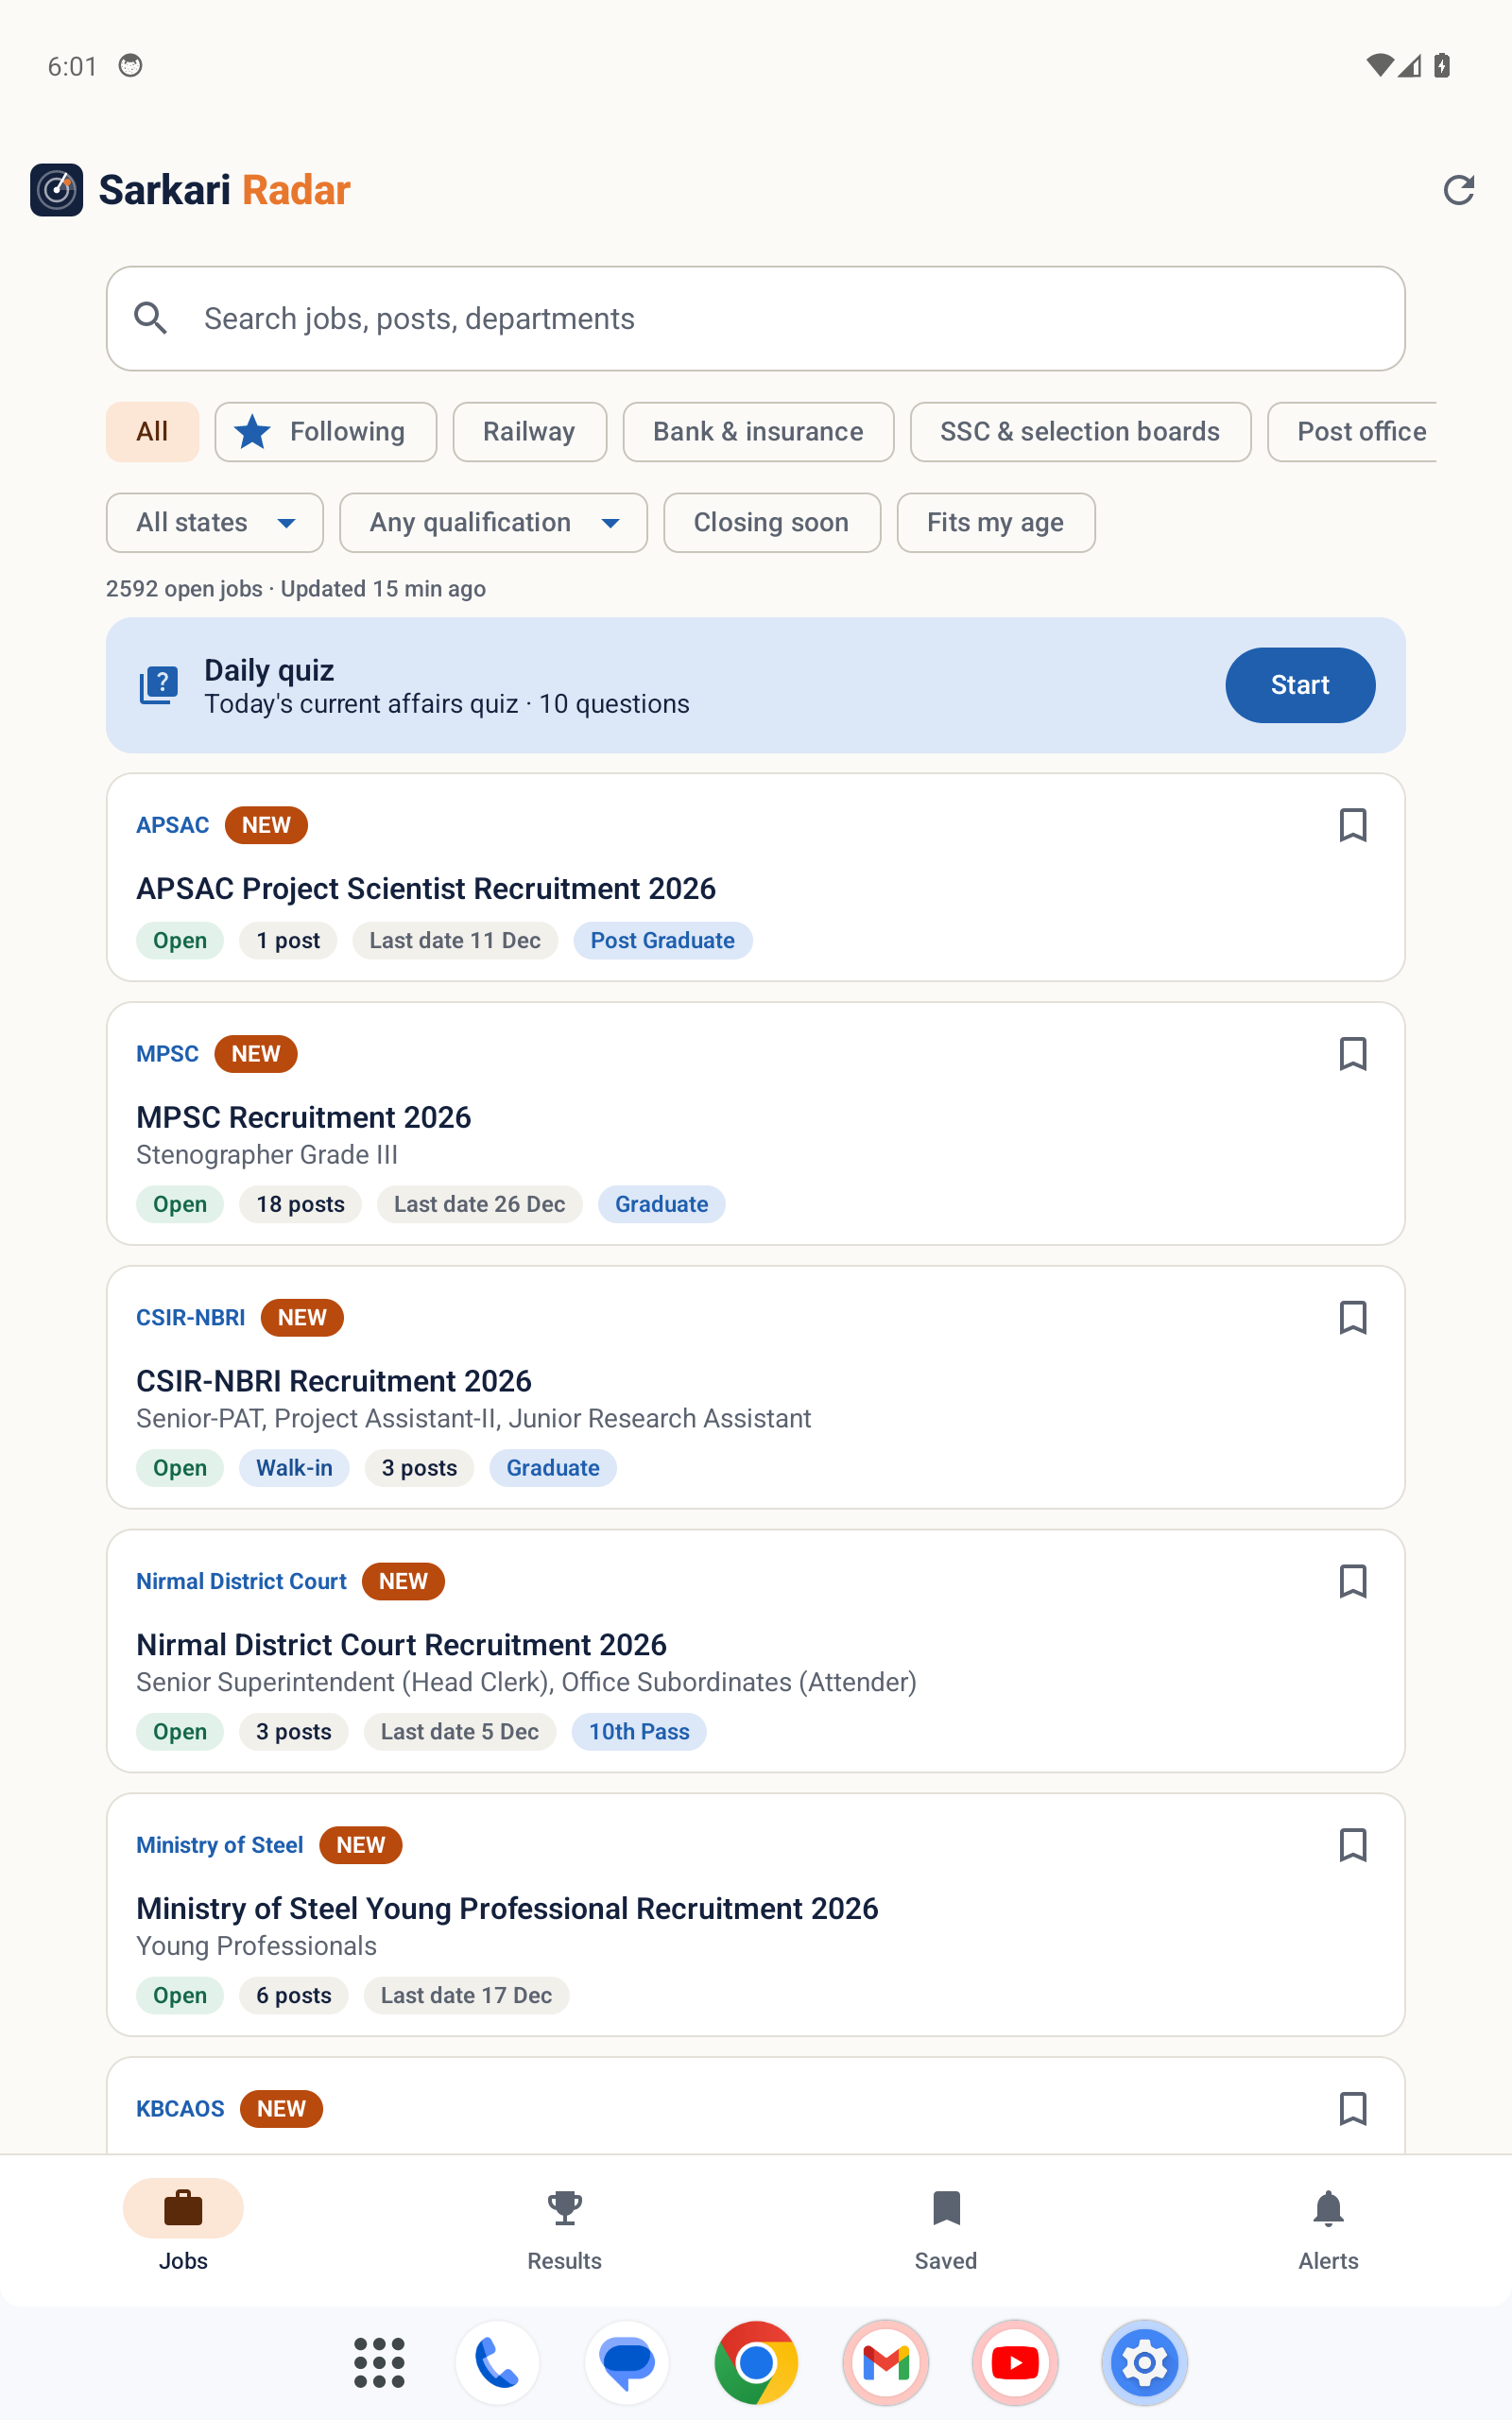 6:01
Sarkari Radar
Search jobs, posts, departments
All
Following
Railway
Bank & insurance
SSC & selection boards
Post office
All states
Any qualification
Closing soon
Fits my age
2592 open jobs · Updated 15 min ago
Daily quiz
Today's current affairs quiz · 10 questions
Start
APSAC NEW
APSAC Project Scientist Recruitment 2026
Open 1 post Last date 11 Dec Post Graduate
MPSC NEW
MPSC Recruitment 2026
Stenographer Grade III
Open 18 posts Last date 26 Dec Graduate
CSIR-NBRI NEW
CSIR-NBRI Recruitment 2026
Senior-PAT, Project Assistant-II, Junior Research Assistant
Open Walk-in 3 posts Graduate
Nirmal District Court NEW
Nirmal District Court Recruitment 2026
Senior Superintendent (Head Clerk), Office Subordinates (Attender)
Open 3 posts Last date 5 Dec 10th Pass
Ministry of Steel NEW
Ministry of Steel Young Professional Recruitment 2026
Young Professionals
Open 6 posts Last date 17 Dec
KBCAOS NEW
Jobs
Results
Saved
Alerts